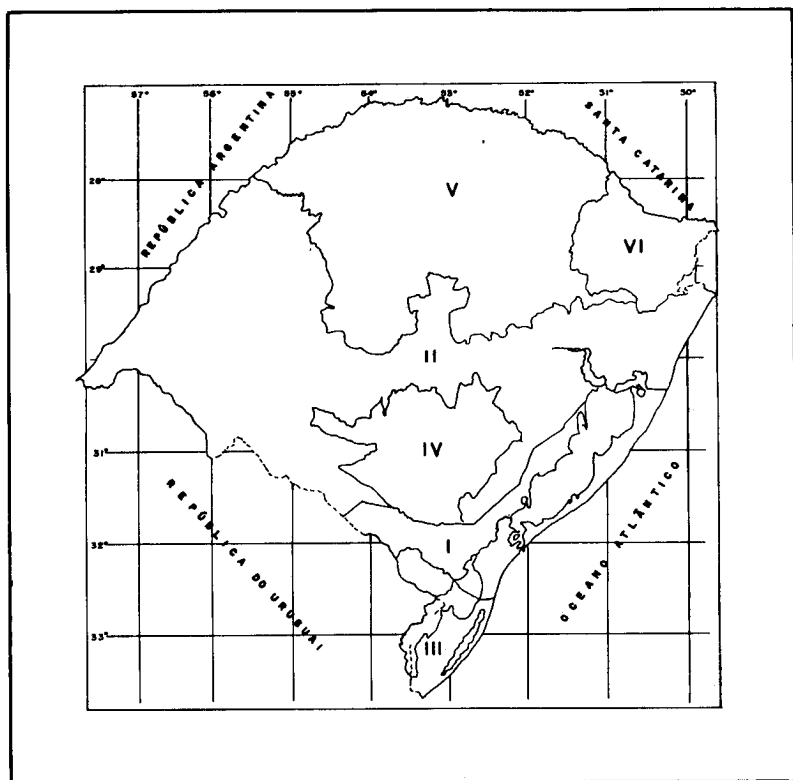 57° 56° 55° 54° 53° 52° 51° 50°
REPÚBLICA ARGENTINA
SANTA CATARINA
28°
V
VI
29°
II
IV
31°
OCEANO ATLÂNTICO
REPÚBLICA DO URUGUAI
I
32°
33°
III